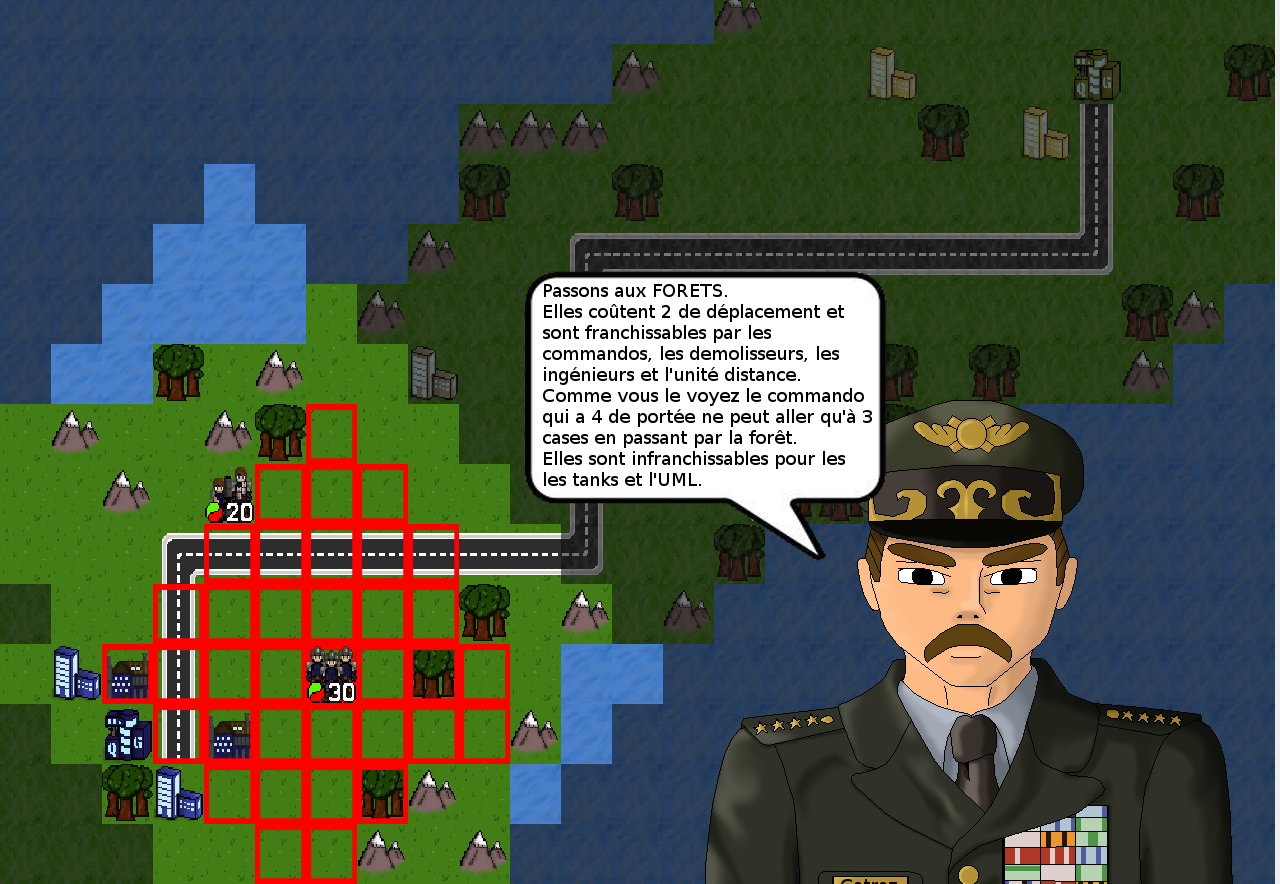 Passons aux FORETS.
Elles coûtent 2 de déplacement et
sont franchissables par les
commandos, les demolisseurs, les
ingénieurs et l'unité distance.
Comme vous le voyez le commando
qui a 4 de portée ne peut aller qu'à 3
cases en passant par la forêt.
Elles sont infranchissables pour les
les tanks et l'UML.
20
30
Q G
Q G